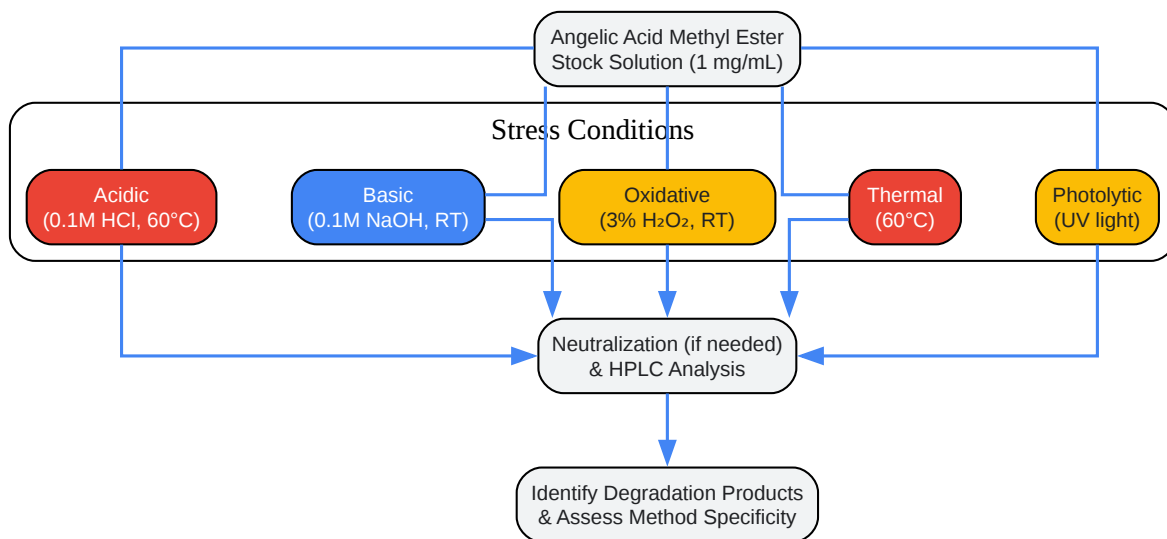 Angelic Acid Methyl Ester
Stock Solution (1 mg/mL)
Stress Conditions
Acidic
(0.1M HCl, 60°C)
Basic
(0.1M NaOH, RT)
Oxidative
(3% H₂O₂, RT)
Thermal
(60°C)
Photolytic
(UV light)
Neutralization (if needed)
& HPLC Analysis
Identify Degradation Products
& Assess Method Specificity